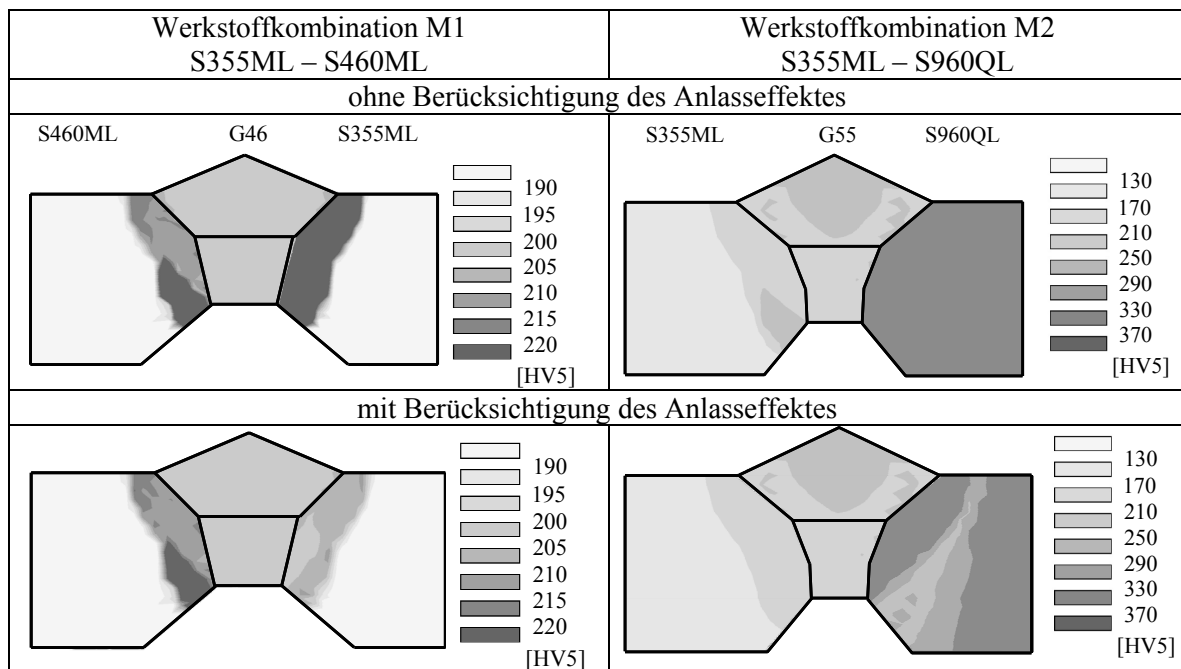 Werkstoffkombination M1
S355ML – S460ML
Werkstoffkombination M2
S355ML – S960QL
ohne Berücksichtigung des Anlasseffektes
S460ML G46 S355ML
190
195
200
205
210
215
220
[HV5]
S355ML G55 S960QL
130
170
210
250
290
330
370
[HV5]
mit Berücksichtigung des Anlasseffektes
190
195
200
205
210
215
220
[HV5]
130
170
210
250
290
330
370
[HV5]